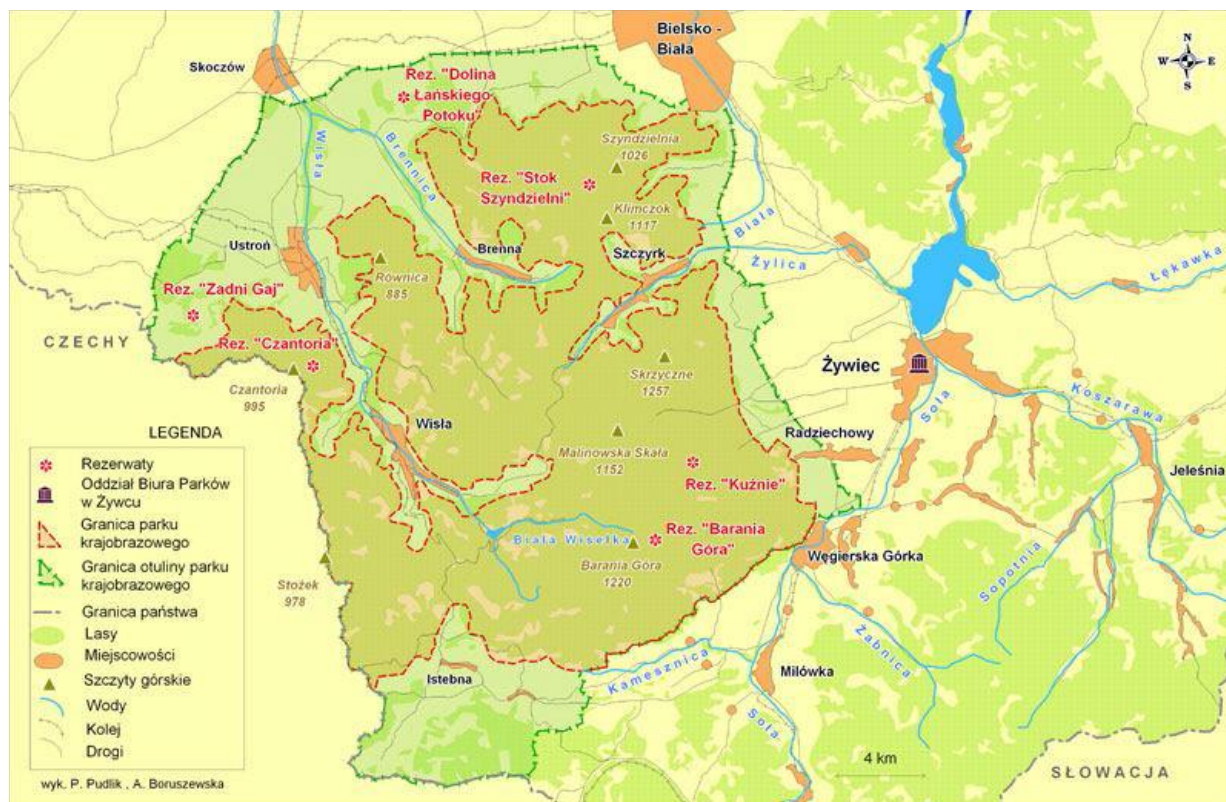 Bielsko -
Biała
N
W E
S
Skoczów
Rez. "Dolina
Łańskiego
Potoku"
Wisła
Brennica
Szyndzielnia
1026
Rez. "Stok
Szyndzielni"
Klimczok
1117
Biała
Ustroń
Brenna
Szczyrk
Żylica
Łękawka
Równica
885
Rez. "Zadni Gaj"
CZECHY
Rez. "Czantoria"
Czantoria
995
Skrzyczne
1257
Żywiec
Soła
Koszarawa
Wisła
Radziechowy
Malinowska Skała
1152
Rez. "Kuźnie"
Jeleśnia
Biała Wisełka
Rez. "Barania
Góra"
Barania Góra
1220
Węgierska Górka
Sopotnia
Stożek
978
Żabnica
Kamesznica
Istebna
Milówka
Soła
4 km
SŁOWACJA
LEGENDA
Rezerwaty
Oddział Biura Parków
w Żywcu
Granica parku
krajobrazowego
Granica otuliny parku
krajobrazowego
Granica państwa
Lasy
Miejscowości
Szczyty górskie
Wody
Kolej
Drogi
wyk. P. Pudlik , A. Boruszewska